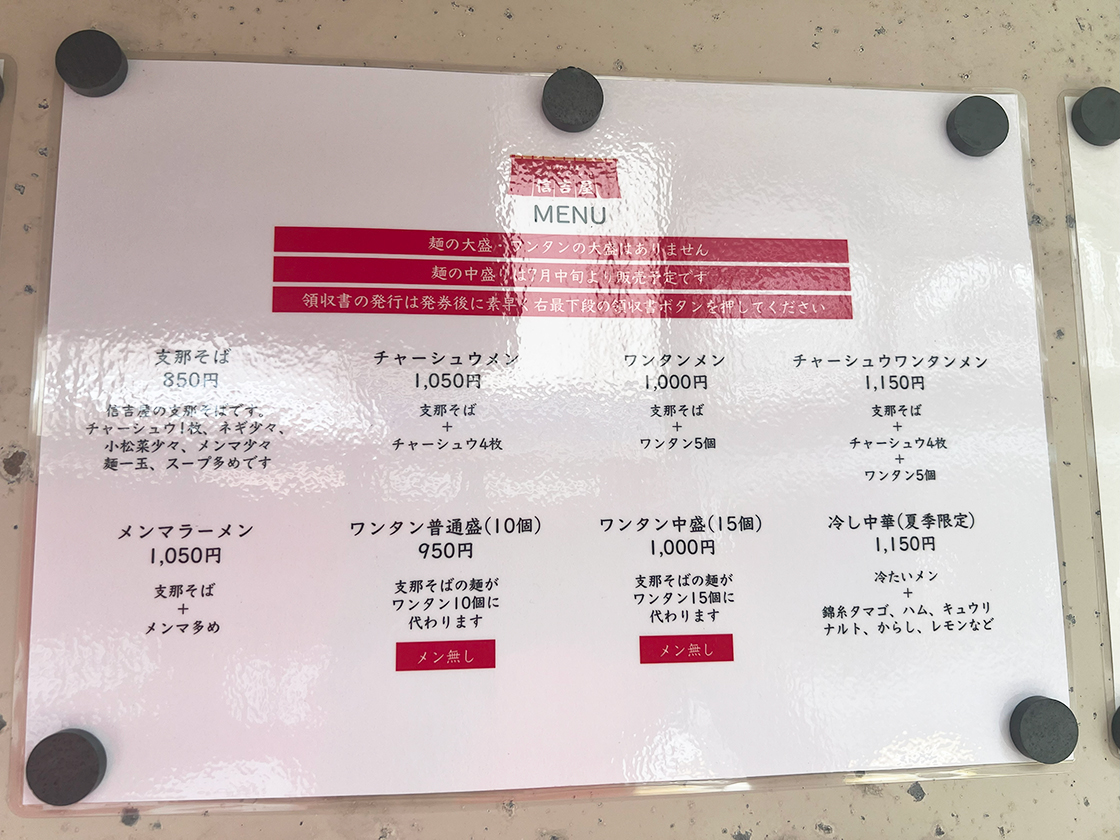 信吉屋
MENU
麺の大盛・ワンタンの大盛はありません
麺の中盛りは7月中旬より販売予定です
領収書の発行は発券後に素早く右最下段の領収書ボタンを押してください
支那そば
850円
信吉屋の支那そばです。
チャーシュウ1枚、ネギ少々、
小松菜少々、メンマ少々
麺一玉、スープ多めです
チャーシュウメン
1,050円
支那そば
+
チャーシュウ4枚
ワンタンメン
1,000円
支那そば
+
ワンタン5個
チャーシュウワンタンメン
1,150円
支那そば
+
チャーシュウ4枚
+
ワンタン5個
メンマラーメン
1,050円
支那そば
+
メンマ多め
ワンタン普通盛(10個)
950円
支那そばの麺が
ワンタン10個に
代わります
メン無し
ワンタン中盛(15個)
1,000円
支那そばの麺が
ワンタン15個に
代わります
メン無し
冷し中華(夏季限定)
1,150円
冷たいメン
+
錦糸タマゴ、ハム、キュウリ
ナルト、からし、レモンなど